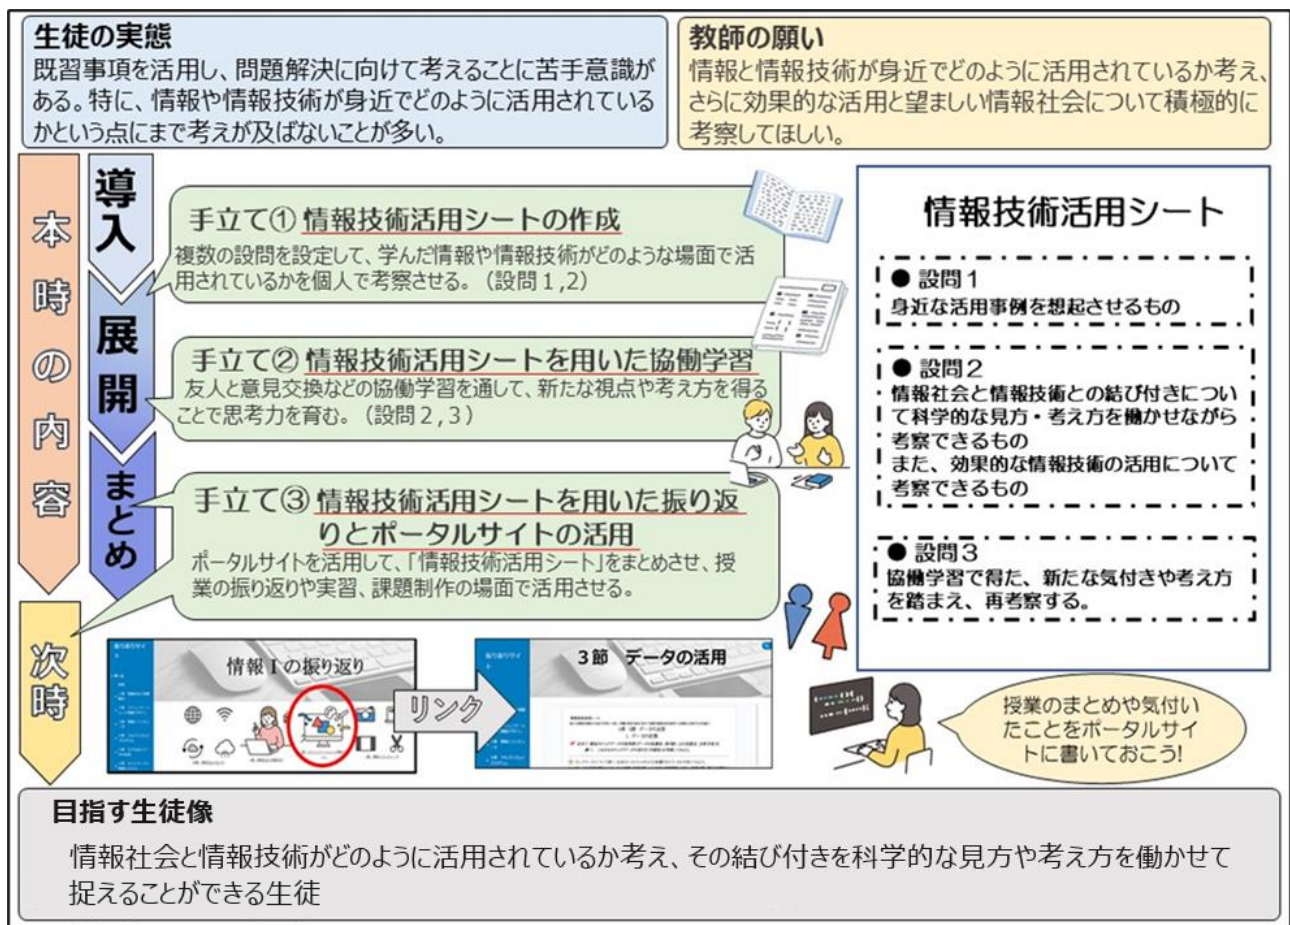 生徒の実態
既習事項を活用し、問題解決に向けて考えることに苦手意識が
ある。特に、情報や情報技術が身近でどのように活用されている
かという点にまで考えが及ばないことが多い。
教師の願い
情報と情報技術が身近でどのように活用されているか考え、
さらに効果的な活用と望ましい情報社会について積極的に
考察してほしい。
本時の内容
導入
展開
まとめ
手立て① 情報技術活用シートの作成
複数の設問を設定して、学んだ情報や情報技術がどのような場面で活
用されているかを個人で考察させる。（設問1,2）
手立て② 情報技術活用シートを用いた協働学習
友人と意見交換などの協働学習を通して、新たな視点や考え方を得る
ことで思考力を育む。（設問2,3）
手立て③ 情報技術活用シートを用いた振り返
りとポータルサイトの活用
ポータルサイトを活用して、「情報技術活用シート」をまとめさせ、授
業の振り返りや実習、課題制作の場面で活用させる。
情報技術活用シート
● 設問1
身近な活用事例を想起させるもの
● 設問2
情報社会と情報技術との結び付きについ
て科学的な見方・考え方を働かせながら
考察できるもの
また、効果的な情報技術の活用について
考察できるもの
● 設問3
協働学習で得た、新たな気付きや考え方
を踏まえ、再考察する。
次時
情報Ⅰの振り返り
リンク
3節 データの活用
授業のまとめや気付い
たことをポータルサイ
トに書いておこう!
目指す生徒像
情報社会と情報技術がどのように活用されているか考え、その結び付きを科学的な見方や考え方を働かせて
捉えることができる生徒